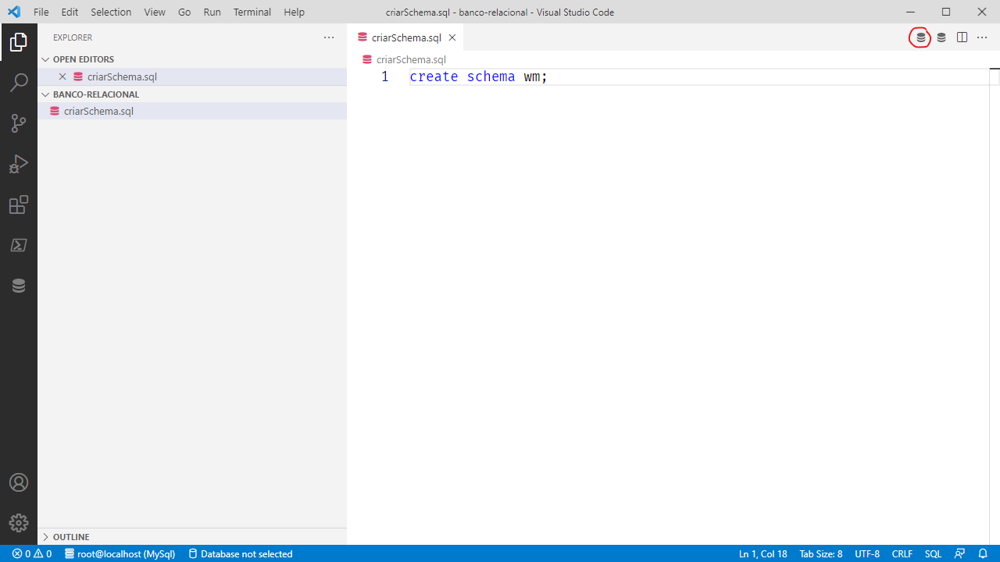 File Edit Selection View Go Run Terminal Help criarSchema.sql - banco-relacional - Visual Studio Code
EXPLORER
OPEN EDITORS
criarSchema.sql
BANCO-RELACIONAL
criarSchema.sql
OUTLINE
criarSchema.sql
criarSchema.sql
1 create schema wm;
0 0 root@localhost (MySql) Database not selected Ln 1, Col 18 Tab Size: 8 UTF-8 CRLF SQL